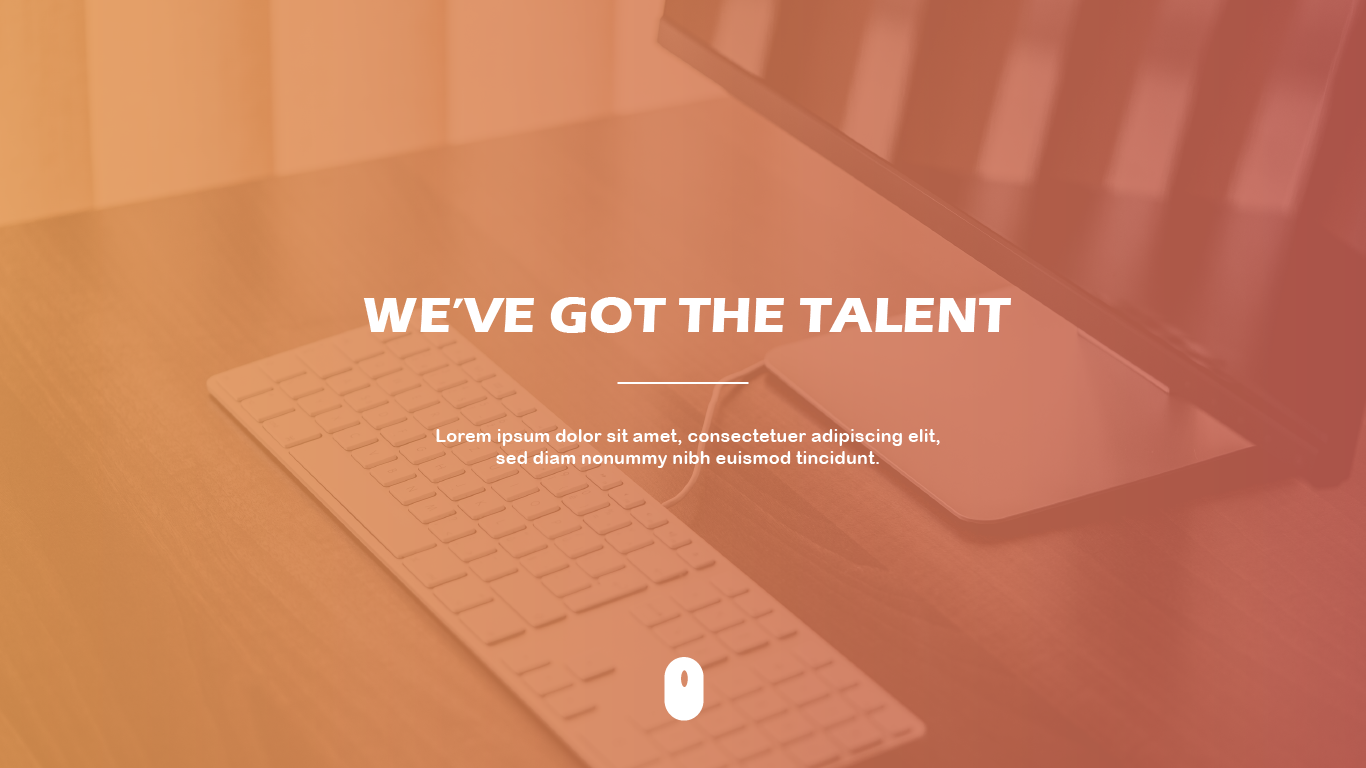 WE'VE GOT THE TALENT
Lorem ipsum dolor sit amet, consectetuer adipiscing elit,
sed diam nonummy nibh euismod tincidunt.